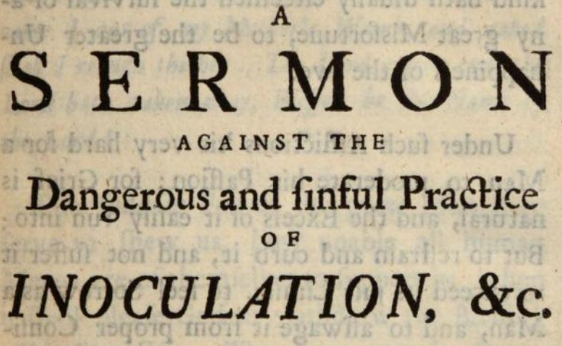 A
SERMON
AGAINST THE
Dangerous and ſinful Practice
OF
INOCULATION, &c.